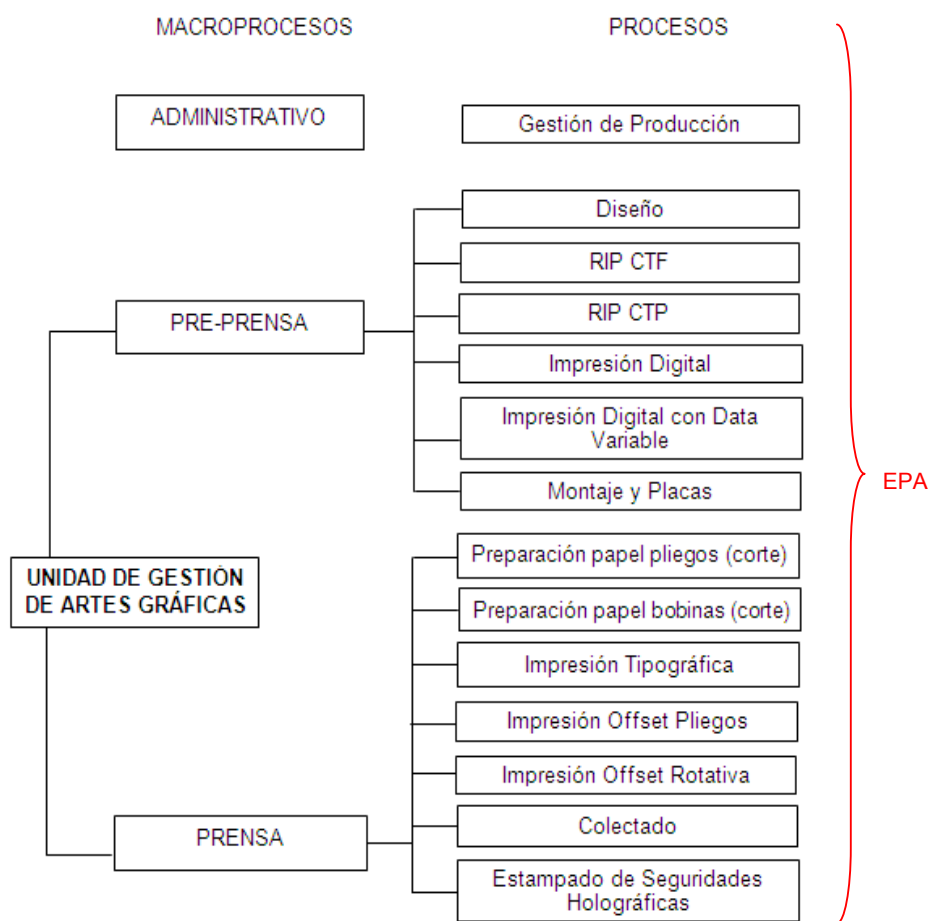 MACROPROCESOS
PROCESOS
ADMINISTRATIVO
Gestión de Producción
Diseño
RIP CTF
RIP CTP
PRE-PRENSA
Impresión Digital
Impresión Digital con Data
Variable
Montaje y Placas
EPA
UNIDAD DE GESTIÓN
DE ARTES GRÁFICAS
Preparación papel pliegos (corte)
Preparación papel bobinas (corte)
Impresión Tipográfica
Impresión Offset Pliegos
Impresión Offset Rotativa
PRENSA
Colectado
Estampado de Seguridades
Holográficas